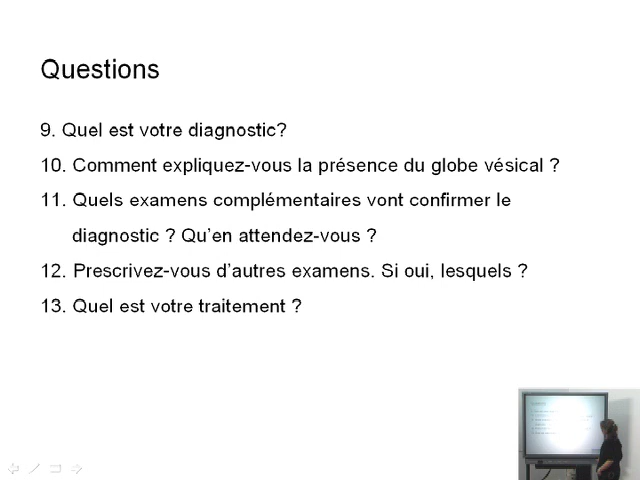 Questions
9. Quel est votre diagnostic?
10. Comment expliquez-vous la présence du globe vésical ?
11. Quels examens complémentaires vont confirmer le
diagnostic ? Qu’en attendez-vous ?
12. Prescrivez-vous d’autres examens. Si oui, lesquels ?
13. Quel est votre traitement ?